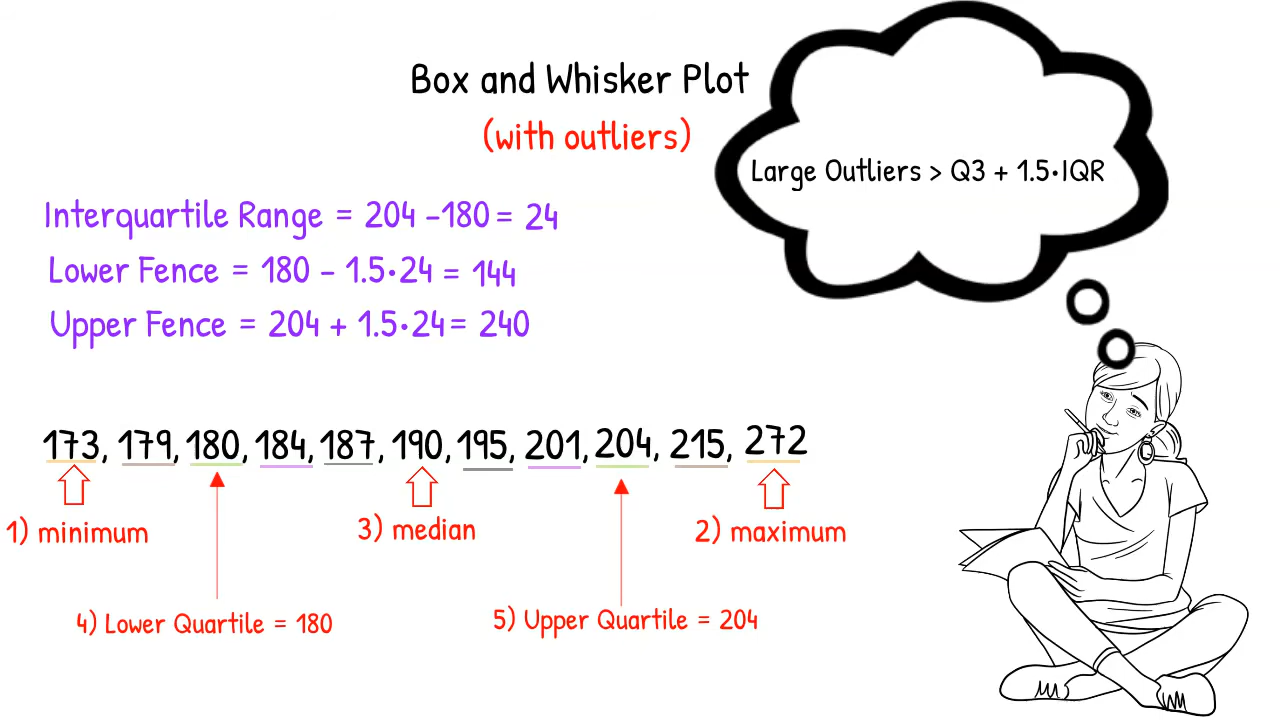 Box and Whisker Plot
(with outliers)
Large Outliers > Q3 + 1.5•IQR
Interquartile Range = 204 -180 = 24
Lower Fence = 180 - 1.5•24 = 144
Upper Fence = 204 + 1.5•24 = 240
173, 179, 180, 184, 187, 190, 195, 201, 204, 215, 272
1) minimum
3) median
2) maximum
4) Lower Quartile = 180
5) Upper Quartile = 204